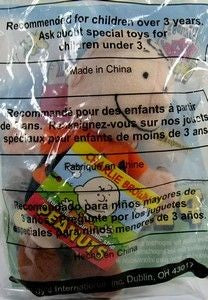 Recommended for children over 3 years.
Ask about special toys for
children under 3.
Made in China
Recommandé pour des enfants à partir
de 3 ans. Renseignez-vous sur nos jouets
spéciaux pour enfants de moins de 3 ans.
Fabriqué en Chine
CHARLIE BROWN
Recomendado para niños mayores de
3 años. Pregunte por los juguetes
especiales para niños menores de 3 años.
Hecho en China
International Inc. Dublin, OH 43017